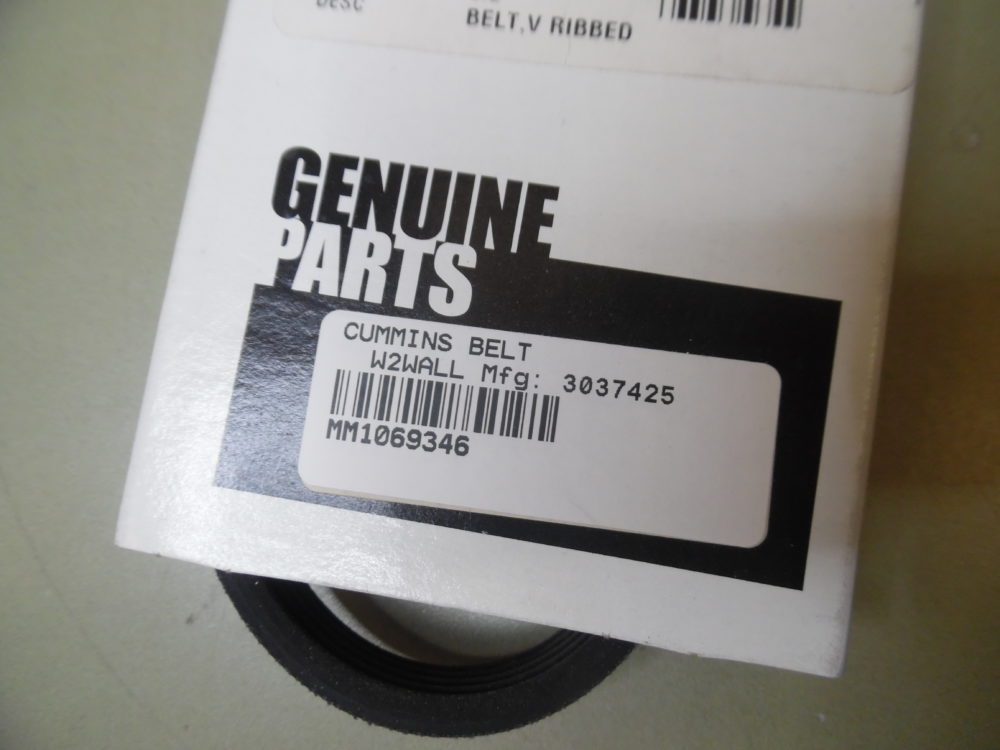 DESC
BELT,V RIBBED
GENUINE
PARTS
CUMMINS BELT
W2WALL Mfg: 3037425
MM1069346